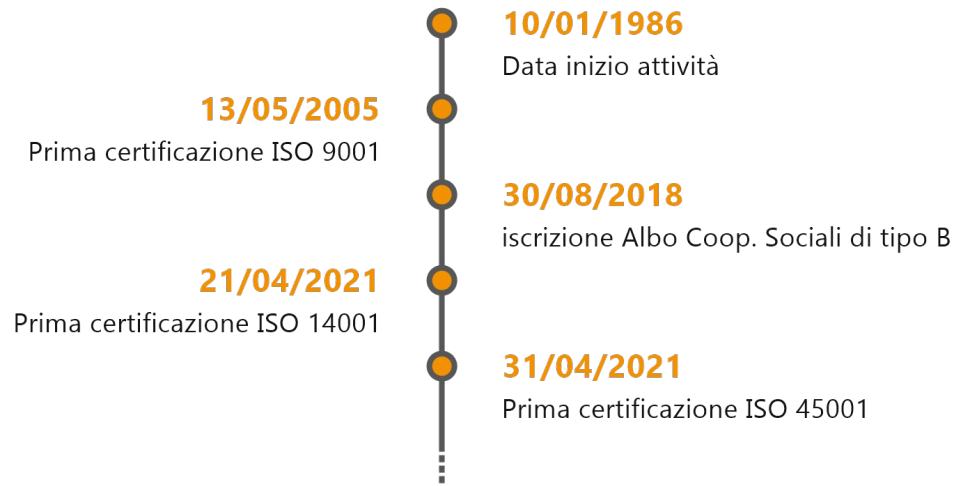 10/01/1986
Data inizio attività
13/05/2005
Prima certificazione ISO 9001
30/08/2018
iscrizione Albo Coop. Sociali di tipo B
21/04/2021
Prima certificazione ISO 14001
31/04/2021
Prima certificazione ISO 45001